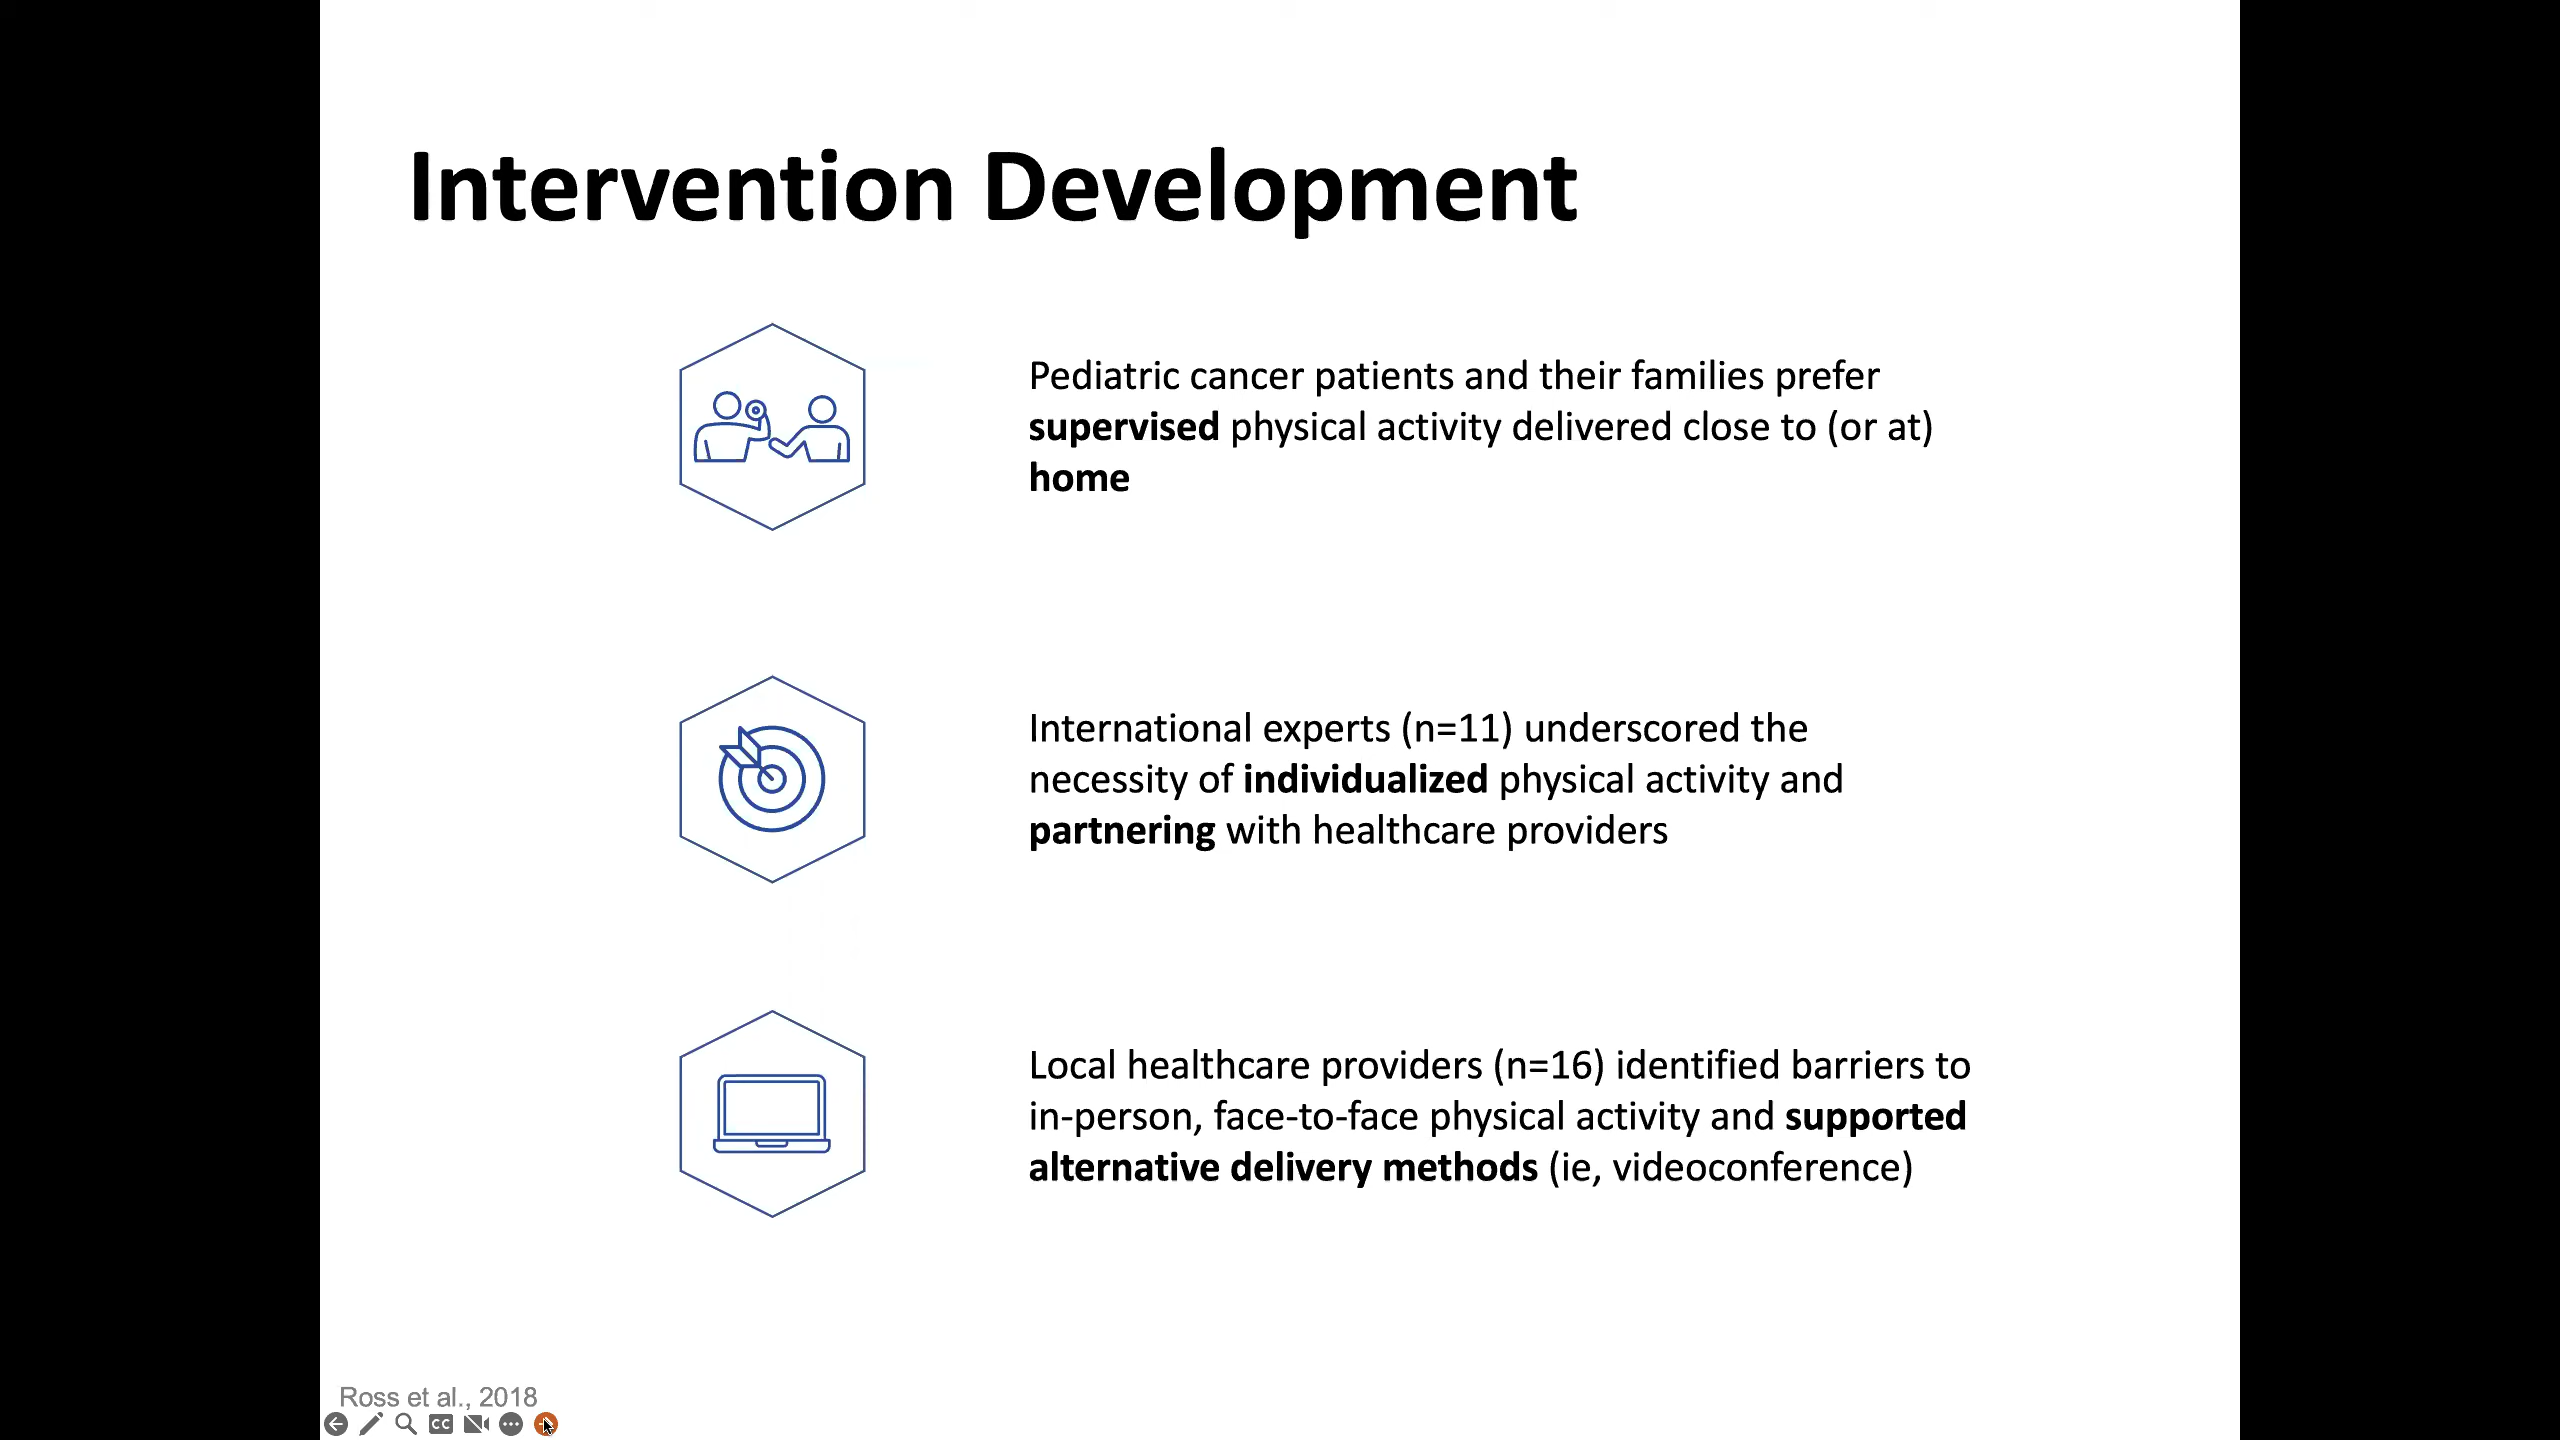 Intervention Development
Pediatric cancer patients and their families prefer
supervised physical activity delivered close to (or at)
home
International experts (n=11) underscored the
necessity of individualized physical activity and
partnering with healthcare providers
Local healthcare providers (n=16) identified barriers to
in-person, face-to-face physical activity and supported
alternative delivery methods (ie, videoconference)
Ross et al., 2018
CC